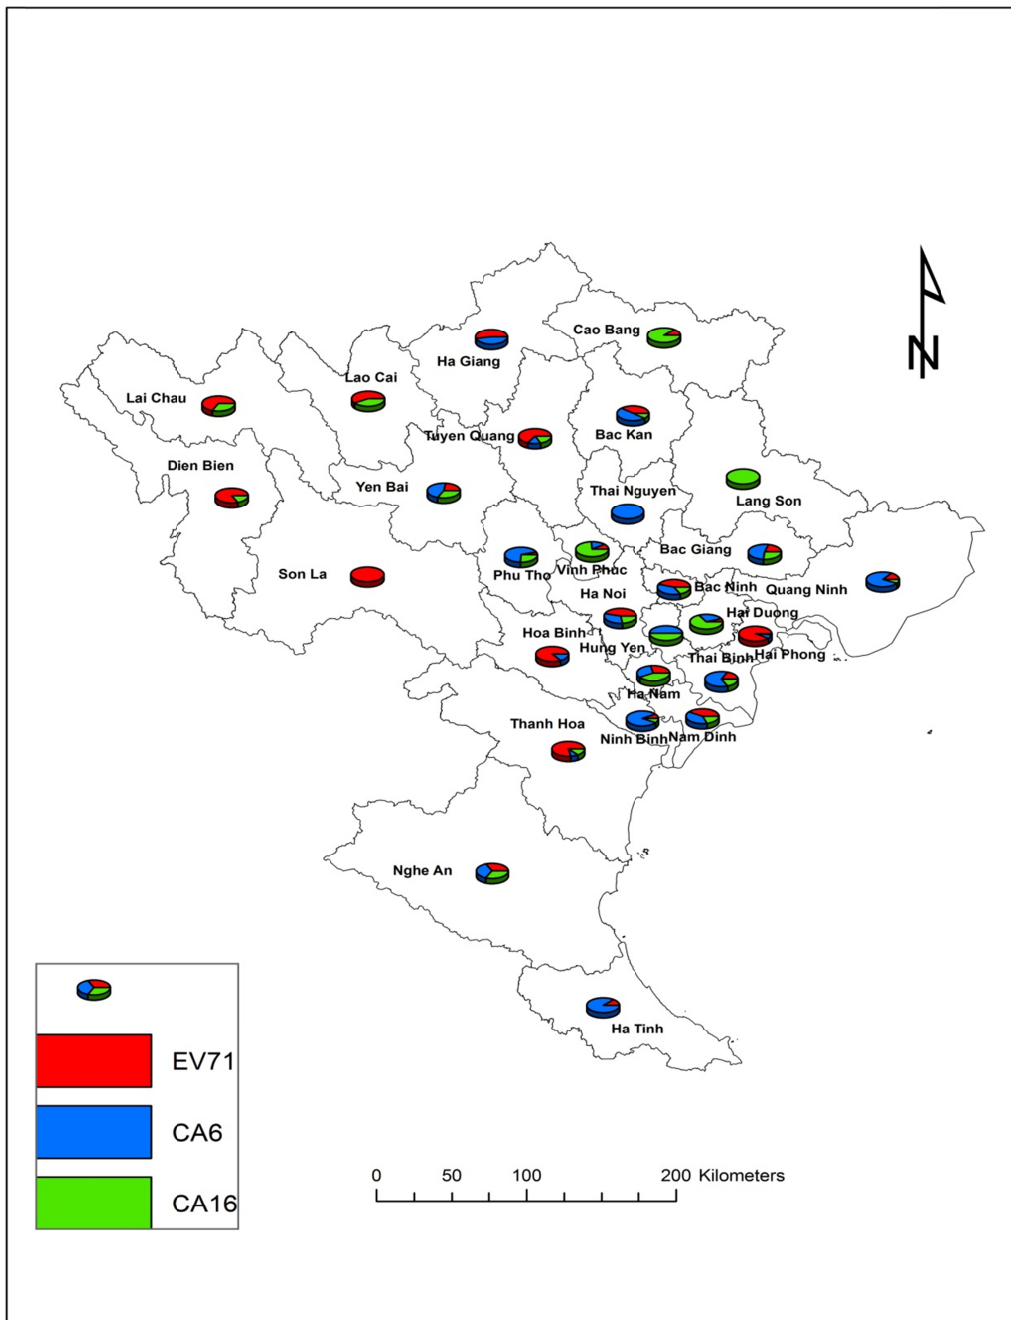 N
Cao Bang
Ha Giang
Lao Cai
Lai Chau
Tuyen Quang
Bac Kan
Dien Bien
Yen Bai
Thai Nguyen
Lang Son
Bac Giang
Son La
Phu Tho
Vinh Phuc
Bac Ninh
Quang Ninh
Ha Noi
Hai Duong
Hoa Binh
Hung Yen
Thai Binh
Hai Phong
Ha Nam
Thanh Hoa
Ninh Binh
Nam Dinh
Nghe An
Ha Tinh
EV71
CA6
CA16
0 50 100 200 Kilometers